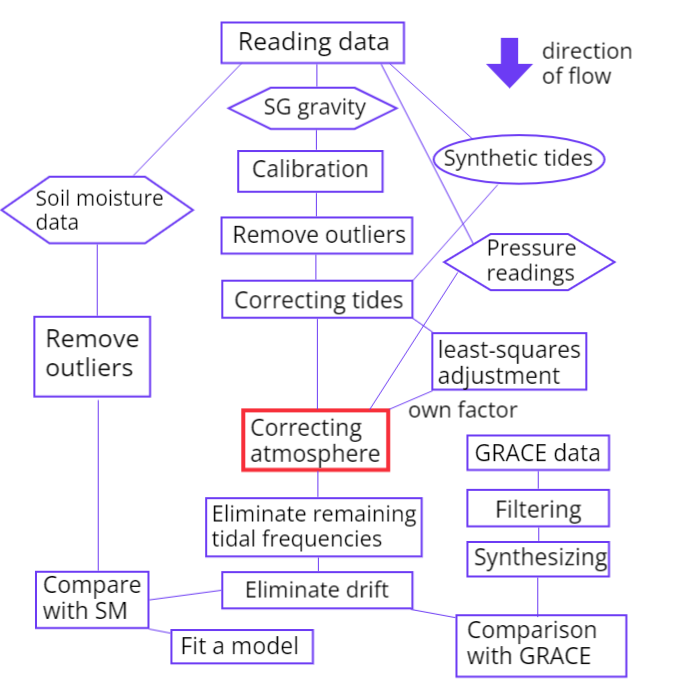 Reading data
direction
of flow
SG gravity
Synthetic tides
Calibration
Soil moisture
data
Remove outliers
Pressure
readings
Correcting tides
Remove
outliers
least-squares
adjustment
own factor
Correcting
atmosphere
GRACE data
Eliminate remaining
tidal frequencies
Filtering
Synthesizing
Compare
with SM
Eliminate drift
Fit a model
Comparison
with GRACE